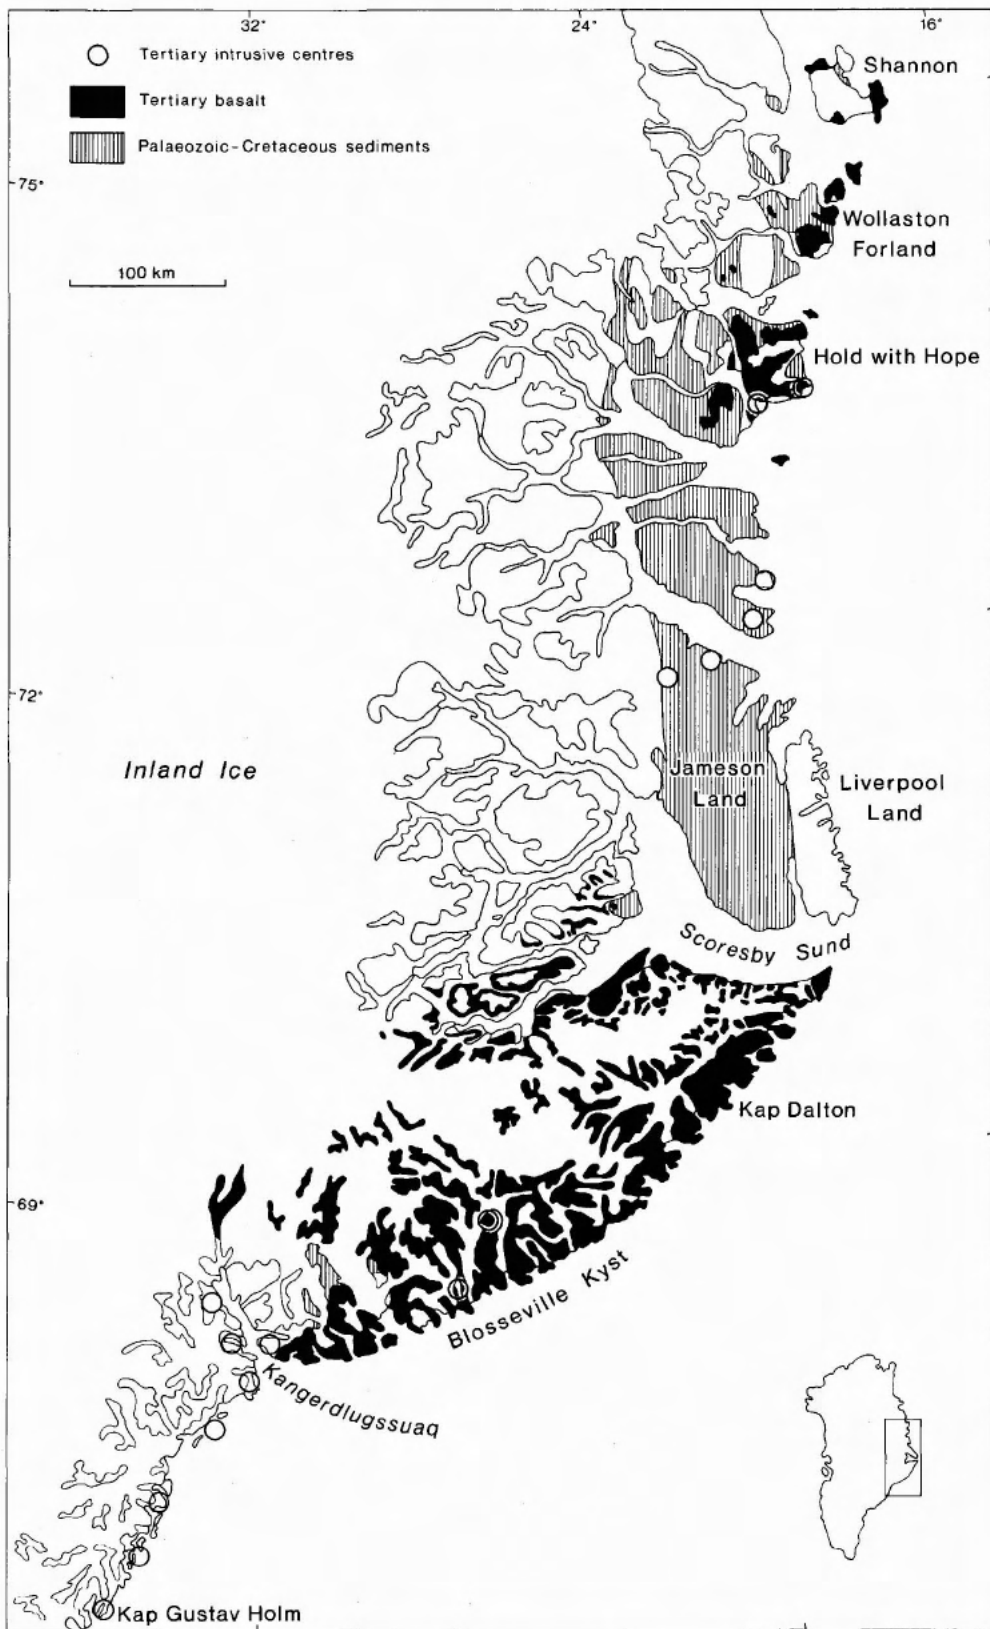 32°
24°
16°
Tertiary intrusive centres
Tertiary basalt
Palaeozoic-Cretaceous sediments
Shannon
75°
Wollaston
Forland
100 km
Hold with Hope
72°
Inland Ice
Jameson
Land
Liverpool
Land
Scoresby Sund
Kap Dalton
69°
Blosseville Kyst
Kangerdlugssuaq
Kap Gustav Holm